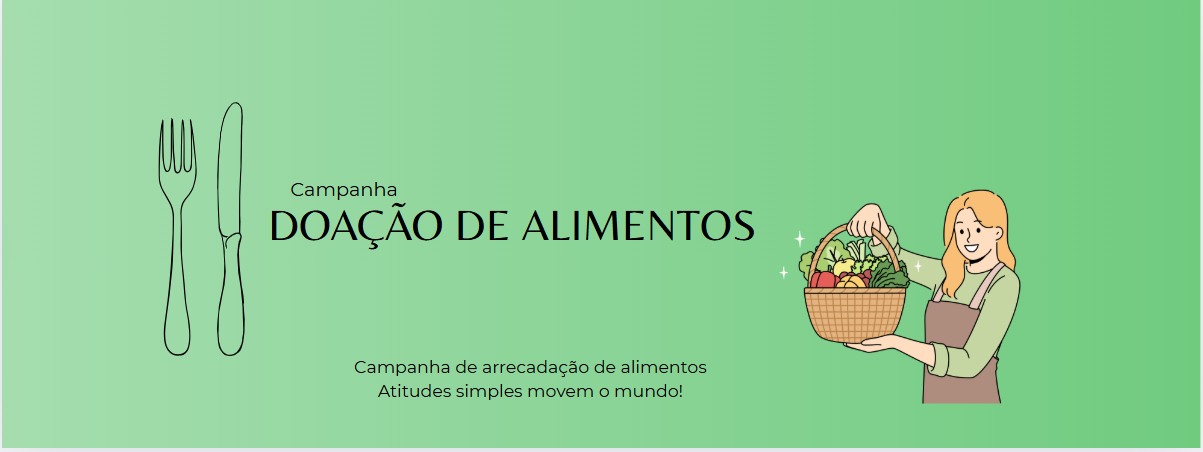 Campanha
DOAÇÃO DE ALIMENTOS
Campanha de arrecadação de alimentos
Atitudes simples movem o mundo!